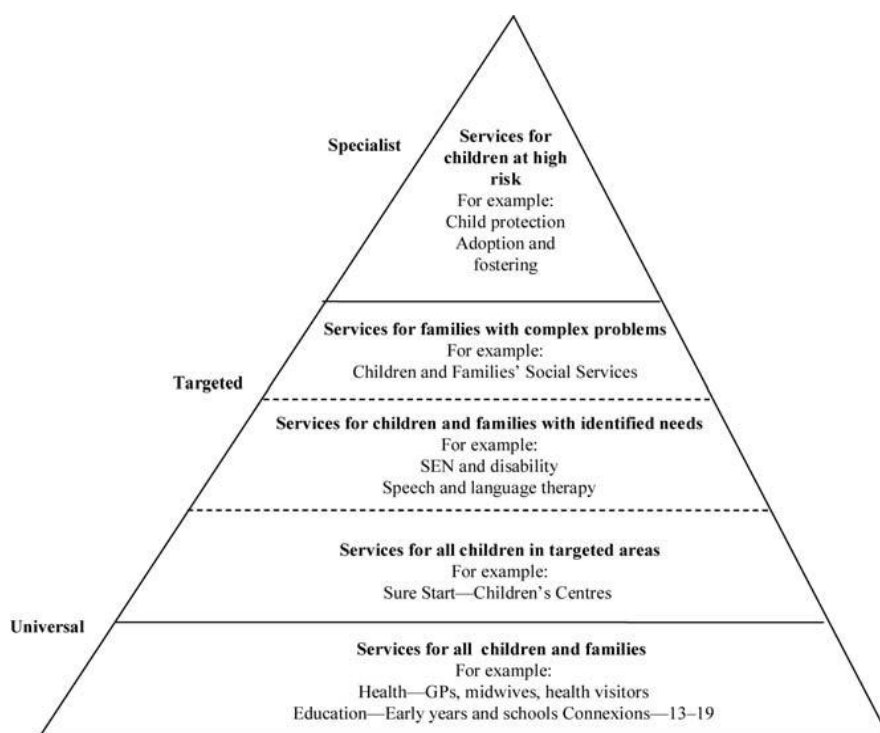 Specialist
Services for
children at high
risk
For example:
Child protection
Adoption and
fostering
Services for families with complex problems
For example:
Children and Families' Social Services
Targeted
Services for children and families with identified needs
For example:
SEN and disability
Speech and language therapy
Services for all children in targeted areas
For example:
Sure Start—Children's Centres
Universal
Services for all children and families
For example:
Health—GPs, midwives, health visitors
Education—Early years and schools Connexions—13–19